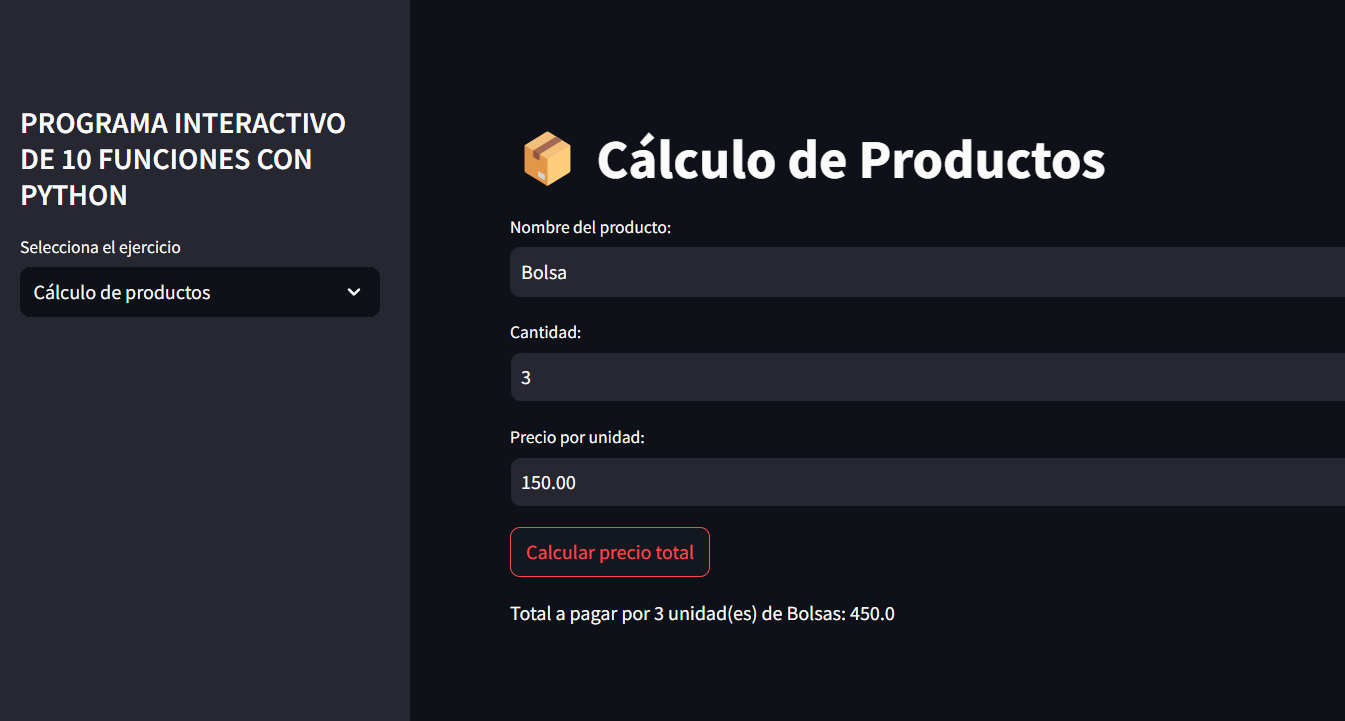 PROGRAMA INTERACTIVO
DE 10 FUNCIONES CON
PYTHON
Selecciona el ejercicio
Cálculo de productos
Cálculo de Productos
Nombre del producto:
Bolsa
Cantidad:
3
Precio por unidad:
150.00
Calcular precio total
Total a pagar por 3 unidad(es) de Bolsas: 450.0